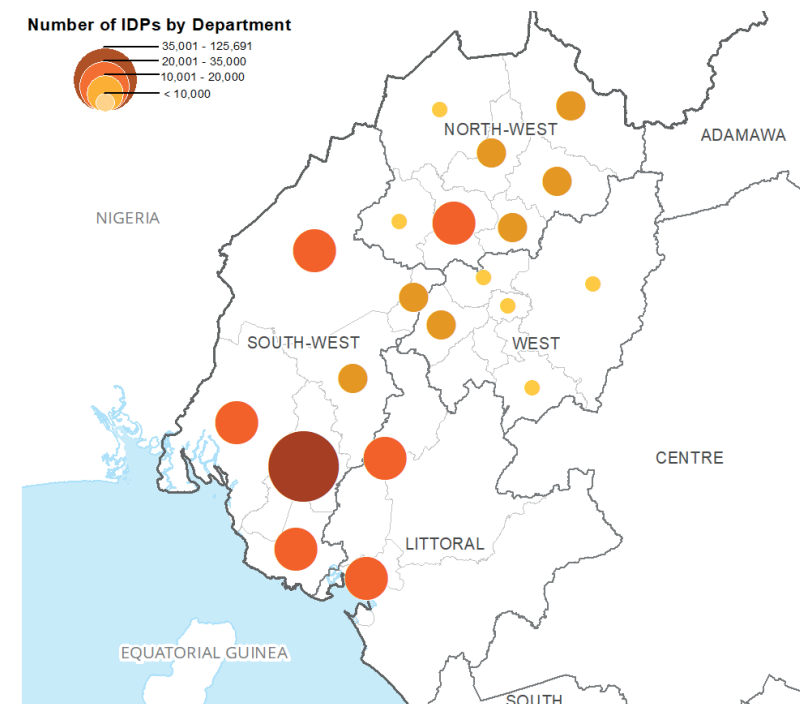 Number of IDPs by Department
35,001 - 125,691
20,001 - 35,000
10,001 - 20,000
< 10,000
NORTH-WEST
ADAMAWA
NIGERIA
SOUTH-WEST
WEST
CENTRE
LITTORAL
EQUATORIAL GUINEA
SOUTH